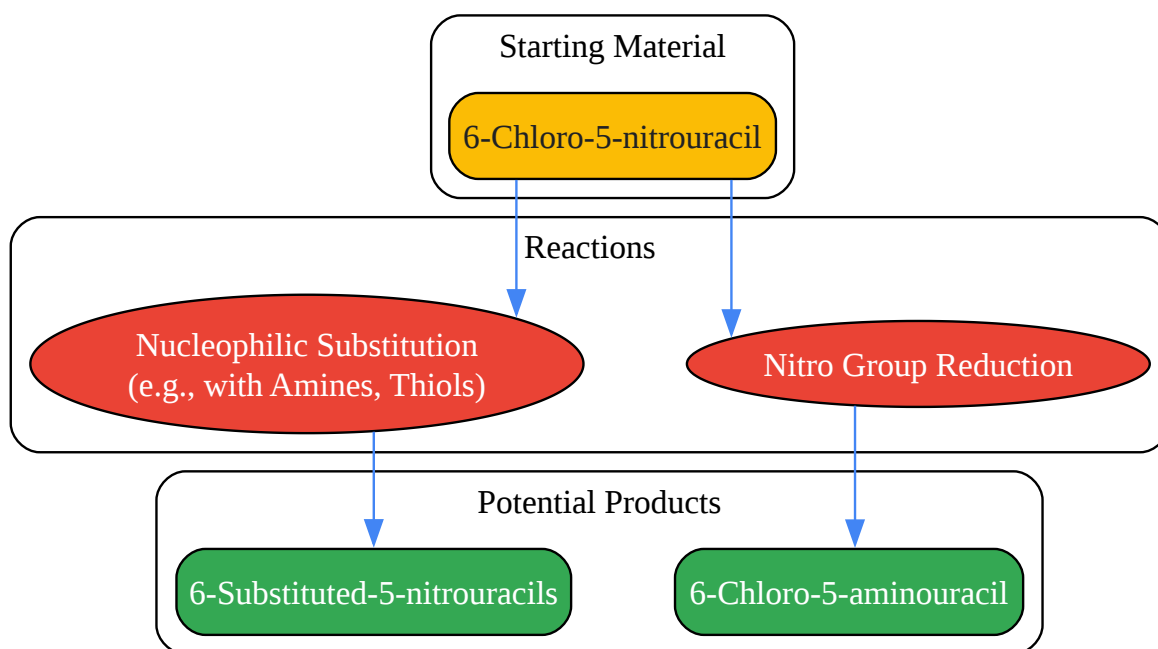 Starting Material
6-Chloro-5-nitrouracil
Reactions
Nucleophilic Substitution
(e.g., with Amines, Thiols)
Nitro Group Reduction
Potential Products
6-Substituted-5-nitrouracils
6-Chloro-5-aminouracil